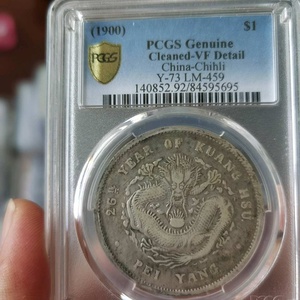 (1900) $1
PCGS Genuine
Cleaned-VF Detail
China-Chihli
Y-73 LM-459
140852.92/84595695
PCGS
26TH YEAR OF KUANG HSU
PEI YANG